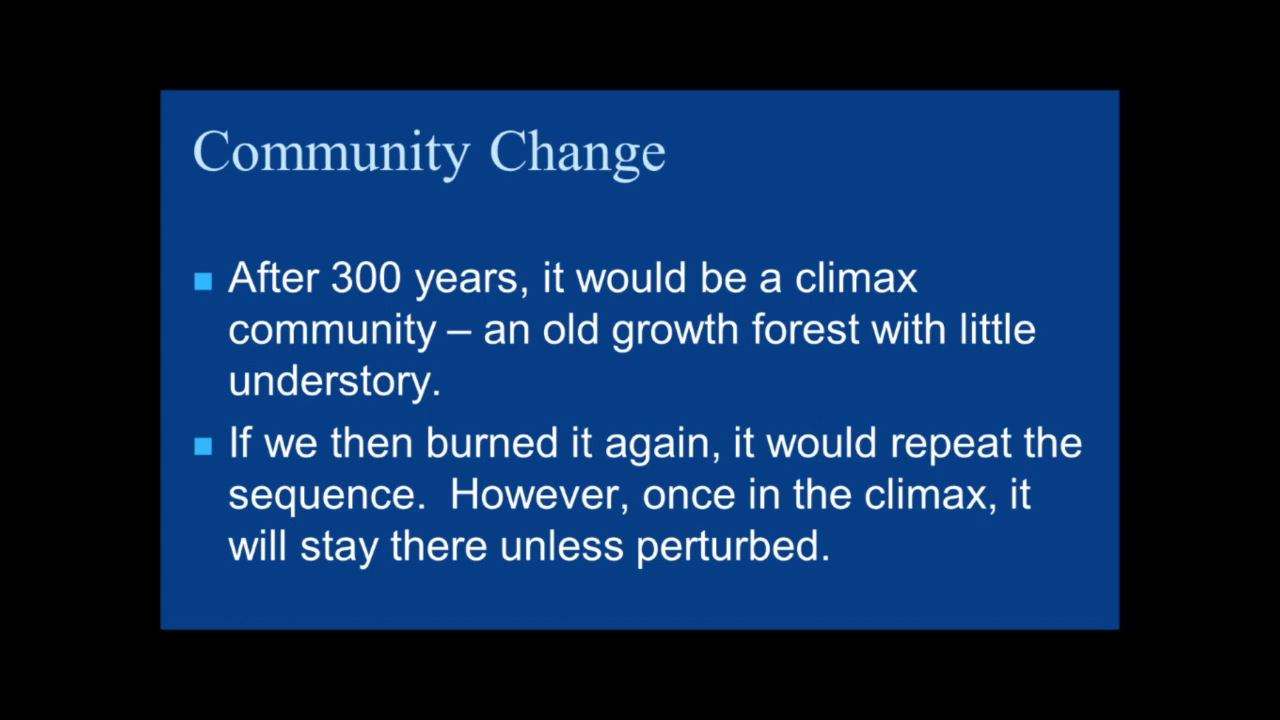 Community Change
After 300 years, it would be a climax
community – an old growth forest with little
understory.
If we then burned it again, it would repeat the
sequence.  However, once in the climax, it
will stay there unless perturbed.